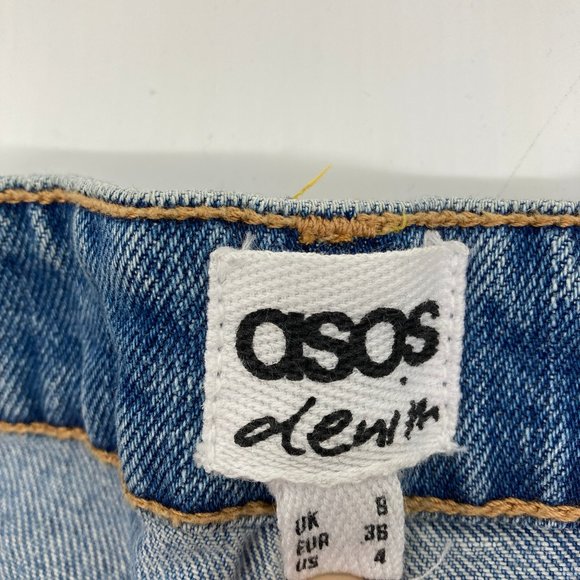 asos
denim
UK 8
EUR 36
US 4